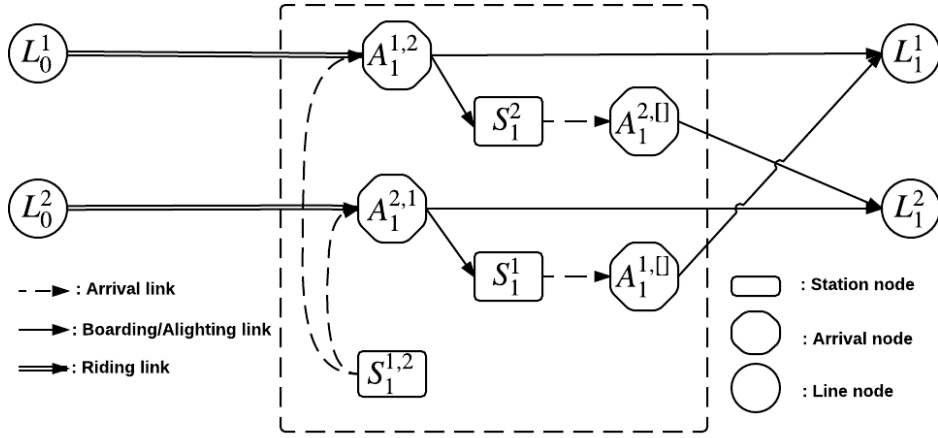 L_0^1
A_1^{1,2}
L_1^1
S_1^2
A_1^{2,[]}
L_0^2
A_1^{2,1}
L_1^2
S_1^1
A_1^{1,[]}
S_1^{1,2}
: Arrival link
: Boarding/Alighting link
: Riding link
: Station node
: Arrival node
: Line node